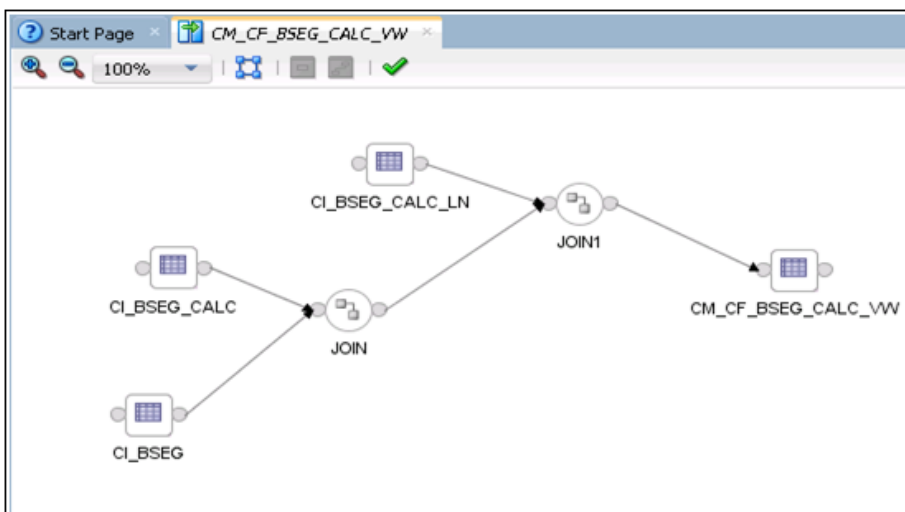 Start Page
CM_CF_BSEG_CALC_VW
100%
CI_BSEG_CALC_LN
JOIN1
CI_BSEG_CALC
CM_CF_BSEG_CALC_VW
JOIN
CI_BSEG